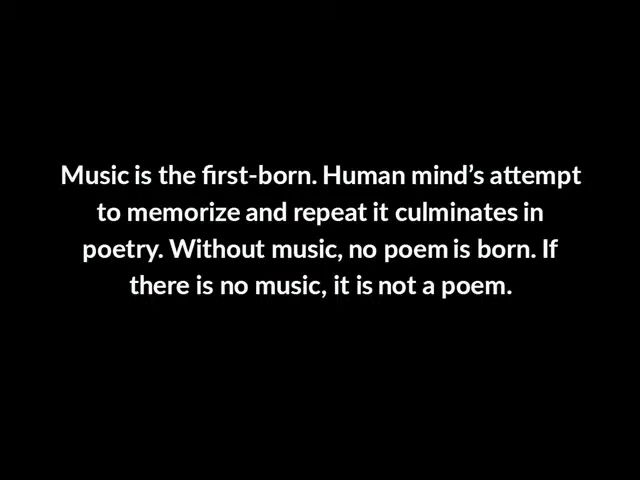 Music is the first-born. Human mind’s attempt
to memorize and repeat it culminates in
poetry. Without music, no poem is born. If
there is no music, it is not a poem.